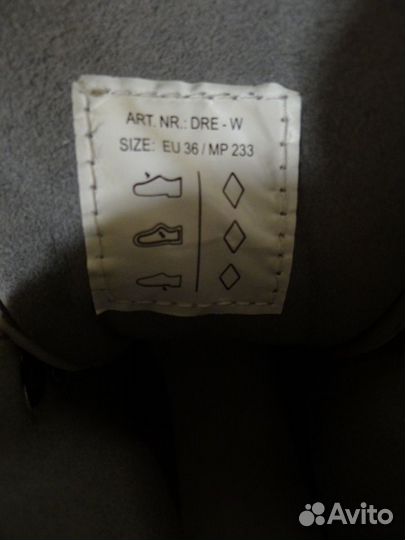 ART. NR.: DRE - W
SIZE: EU 36 / MP 233
Avito